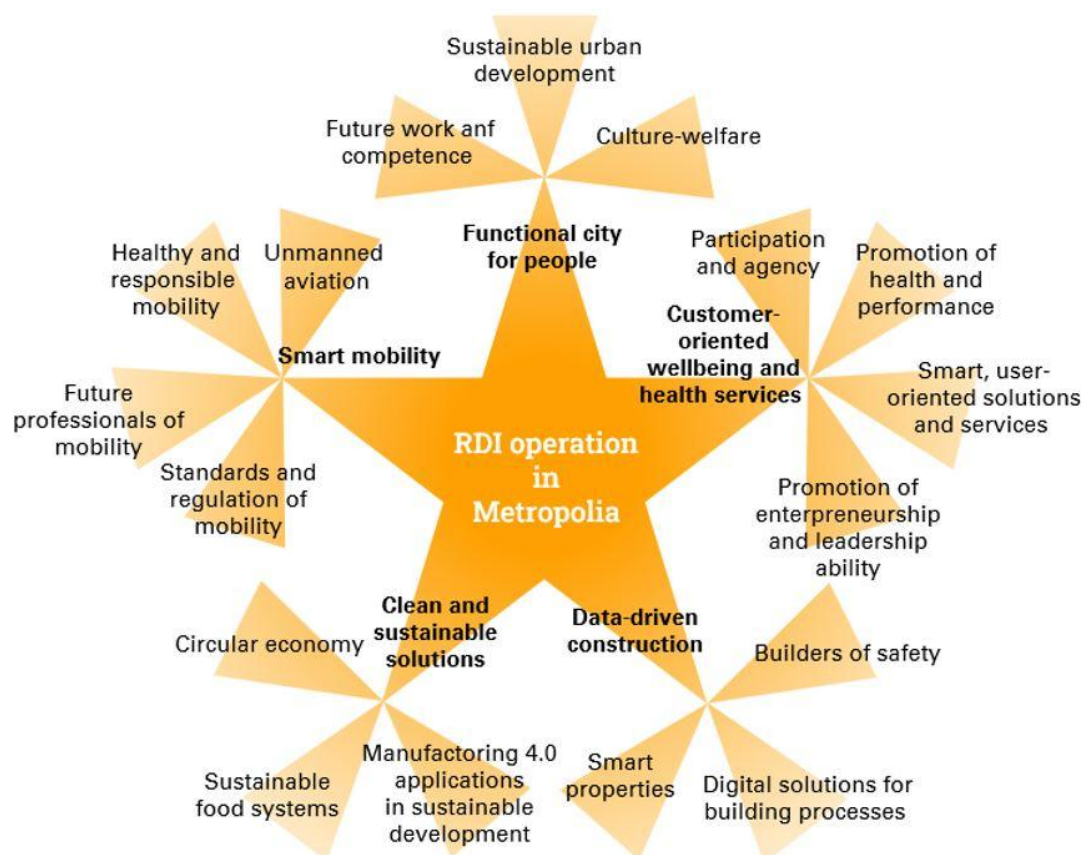 Sustainable urban
development
Future work anf
competence
Culture-welfare
Functional city
for people
Healthy and
responsible
mobility
Unmanned
aviation
Smart mobility
Future
professionals of
mobility
Standards and
regulation of
mobility
Participation
and agency
Promotion of
health and
performance
Customer-
oriented
wellbeing and
health services
Smart, user-
oriented solutions
and services
Promotion of
enterpreneurship
and leadership
ability
RDI operation
in
Metropolia
Clean and
sustainable
solutions
Circular economy
Sustainable
food systems
Manufactoring 4.0
applications
in sustainable
development
Data-driven
construction
Builders of safety
Smart
properties
Digital solutions for
building processes